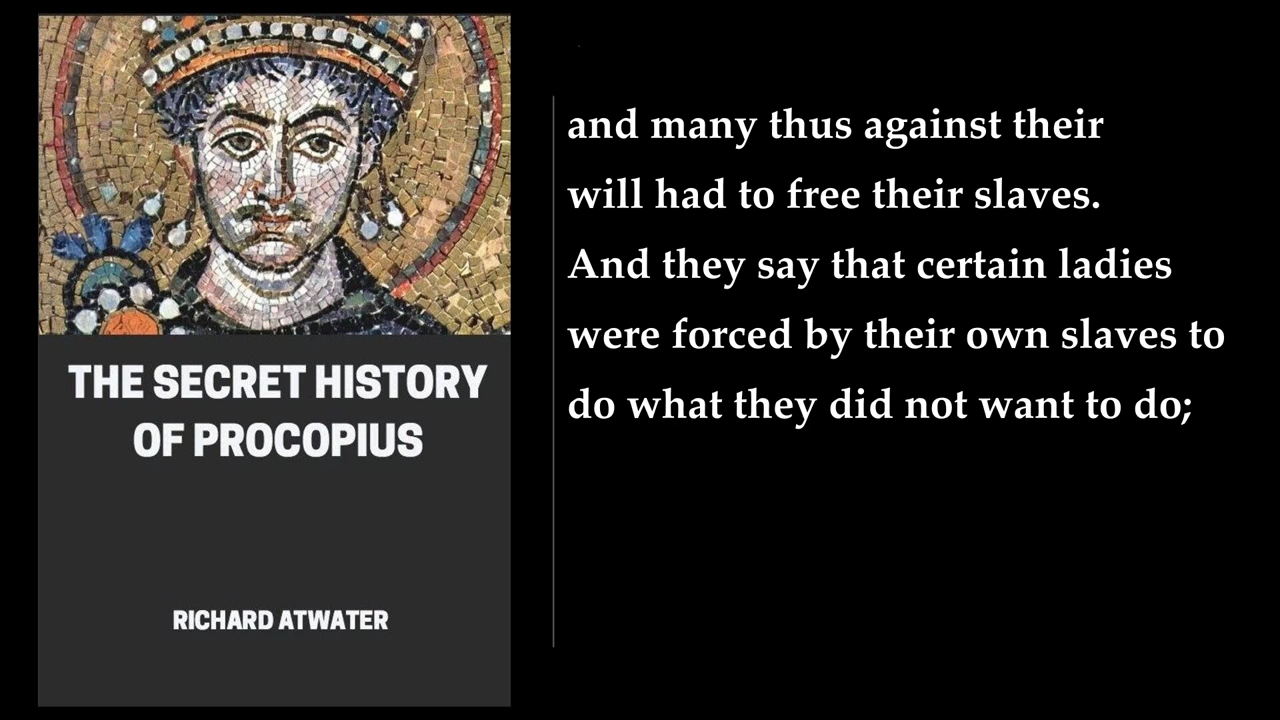 THE SECRET HISTORY
OF PROCOPIUS
RICHARD ATWATER
and many thus against their
will had to free their slaves.
And they say that certain ladies
were forced by their own slaves to
do what they did not want to do;